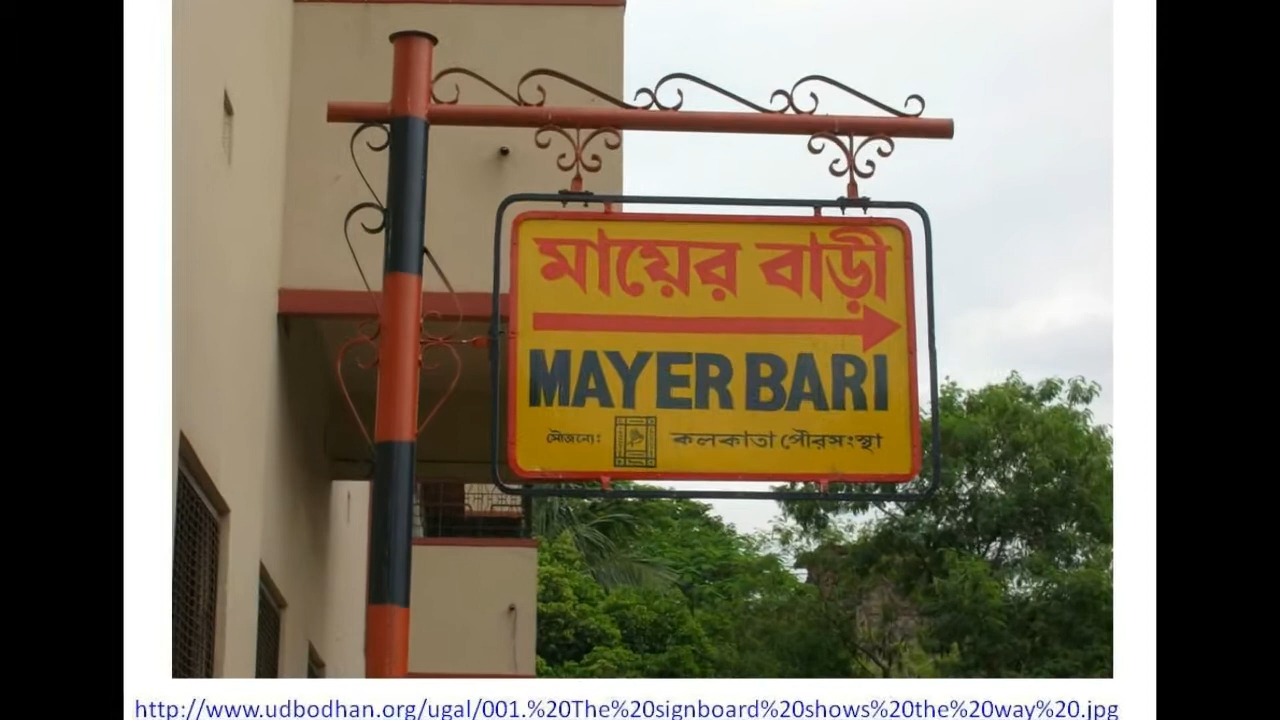 মায়ের বাড়ী
MAYER BARI
সৌজন্যে: কলকাতা পৌরসংস্থা
http://www.udbodhan.org/ugal/001.%20The%20signboard%20shows%20the%20way%20.jpg